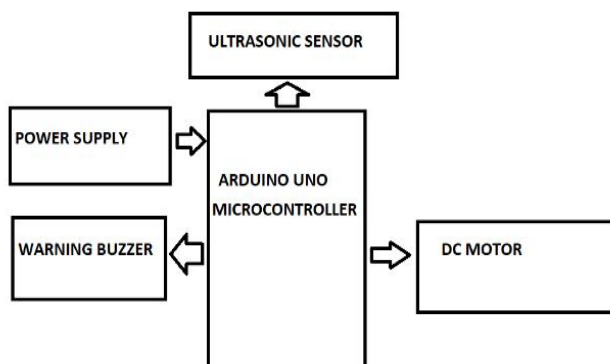 ULTRASONIC SENSOR
POWER SUPPLY
ARDUINO UNO
MICROCONTROLLER
WARNING BUZZER
DC MOTOR